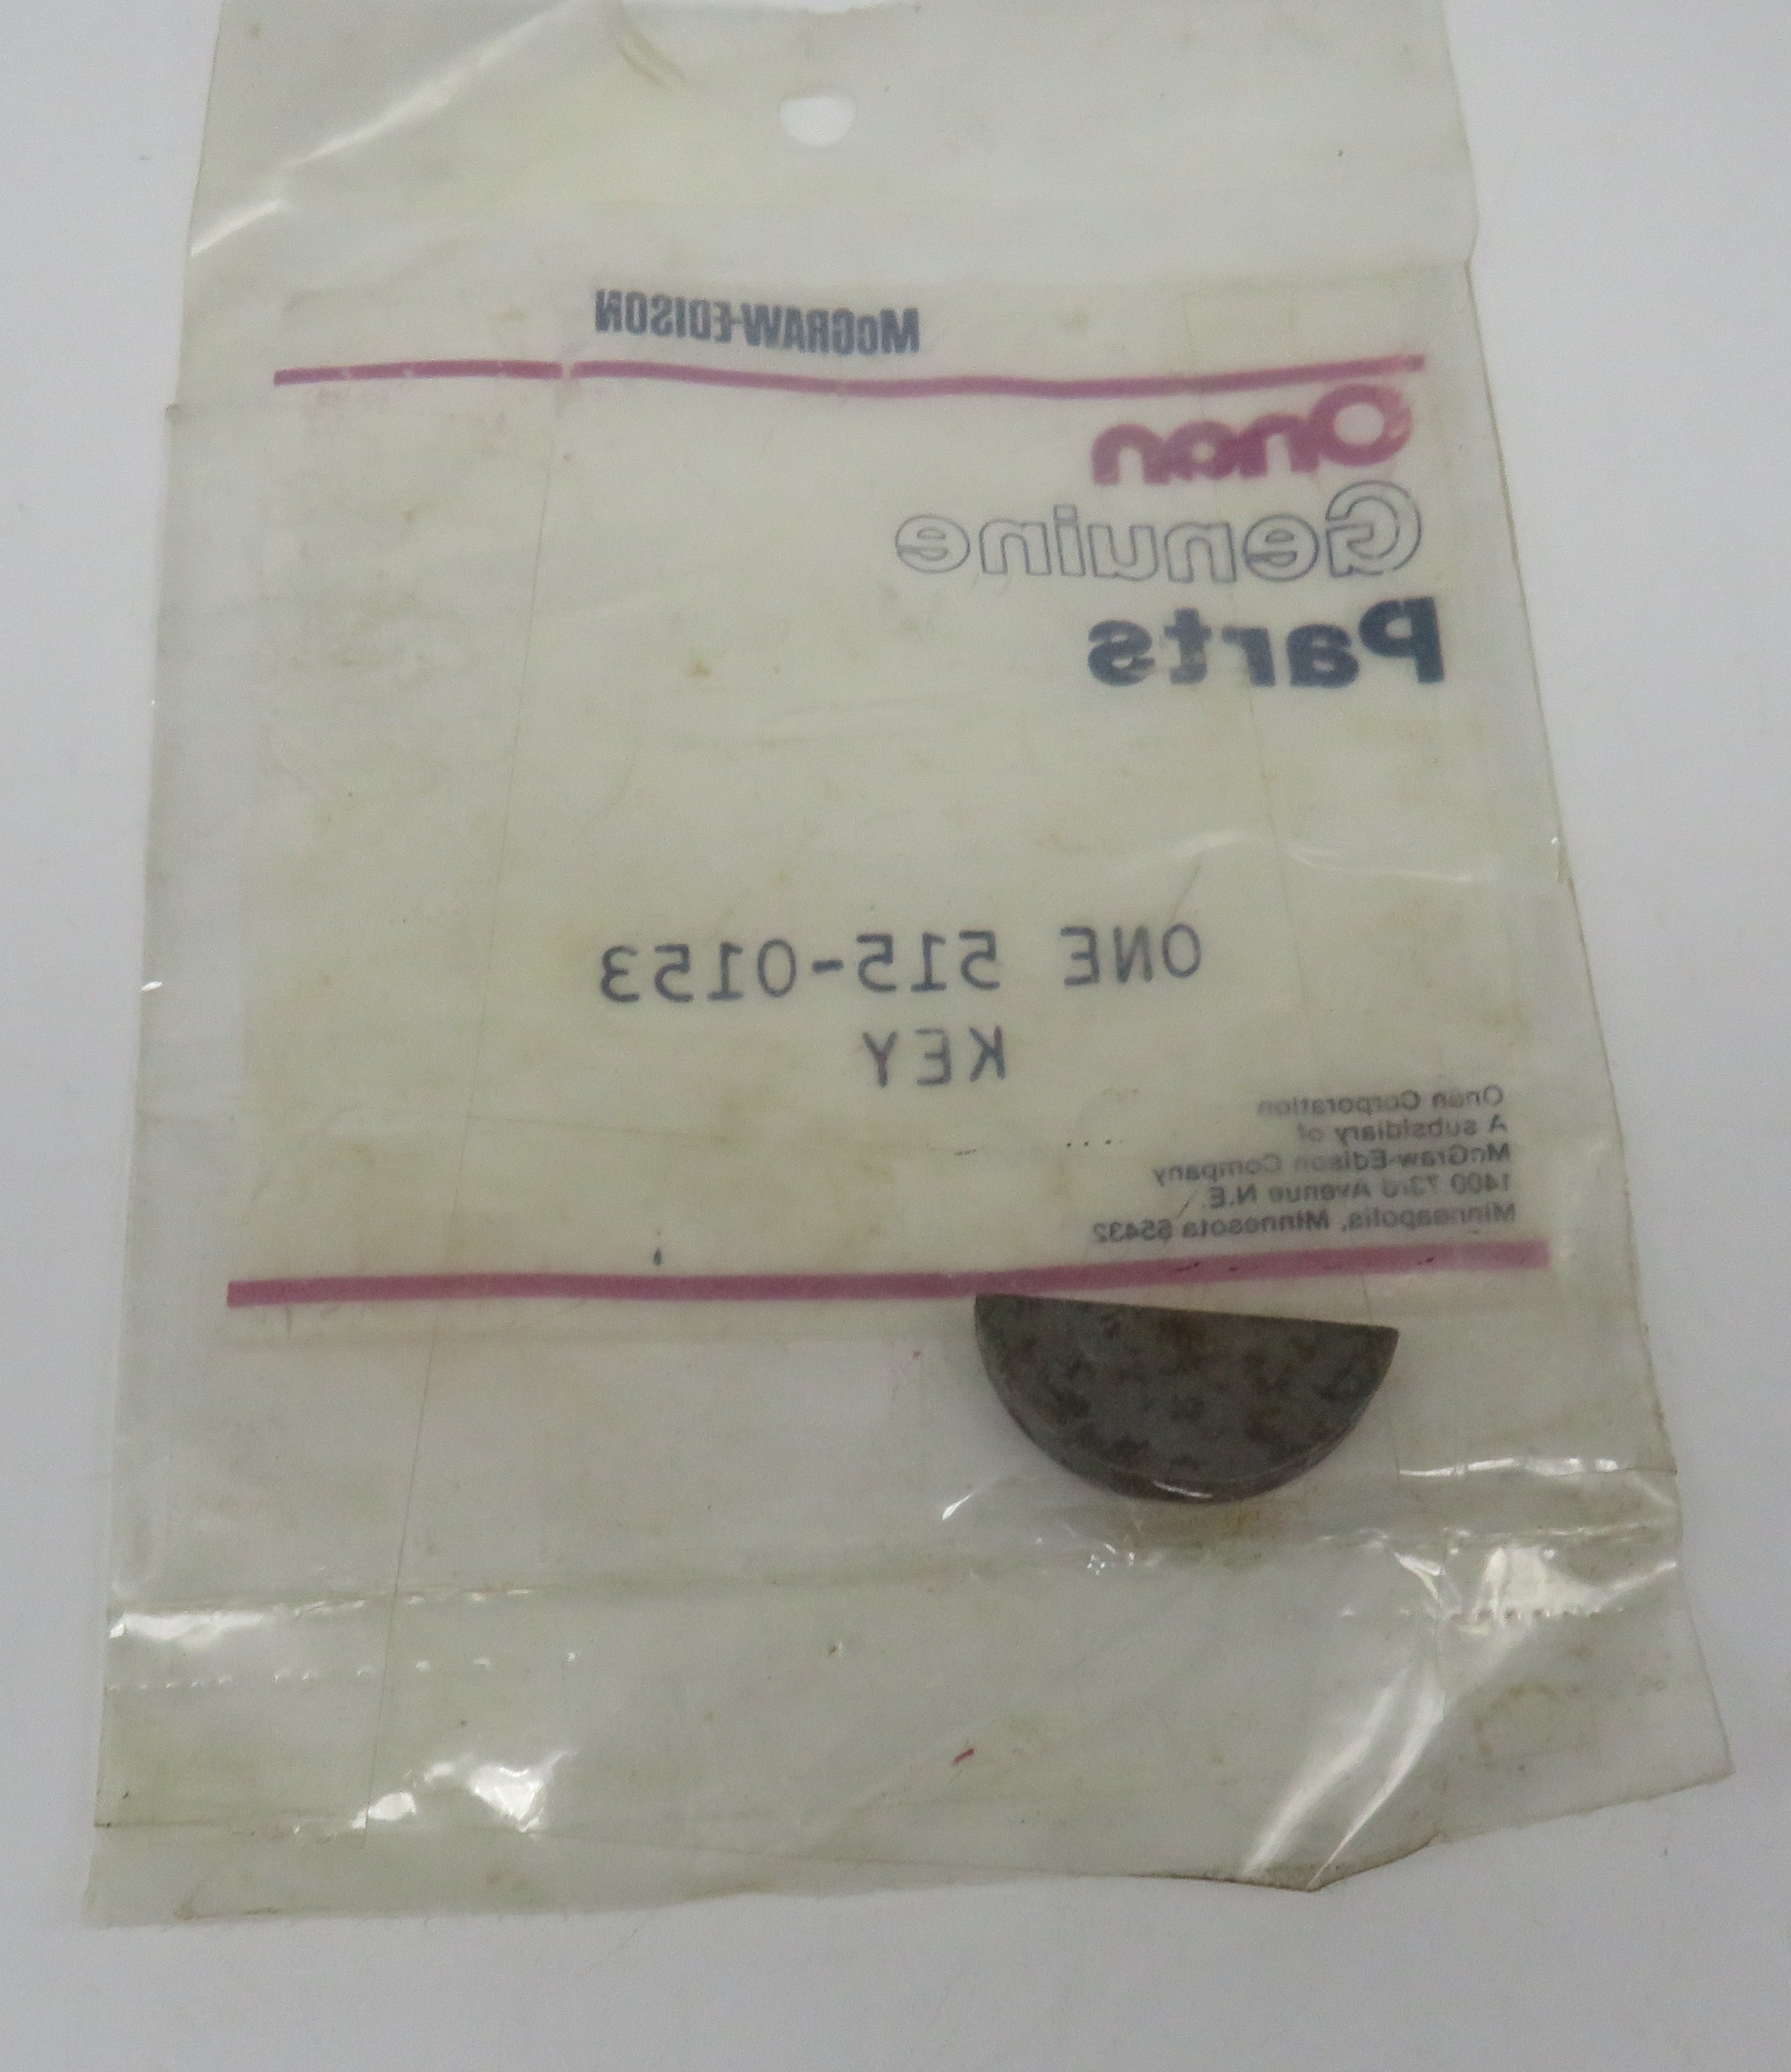 McGRAW-EDISON
Onan
Genuine
Parts
ONE 515-0153
KEY
Onan Corporation
A subsidiary of
McGraw-Edison Company
1400 73rd Avenue N.E.
Minneapolis, Minnesota 55432